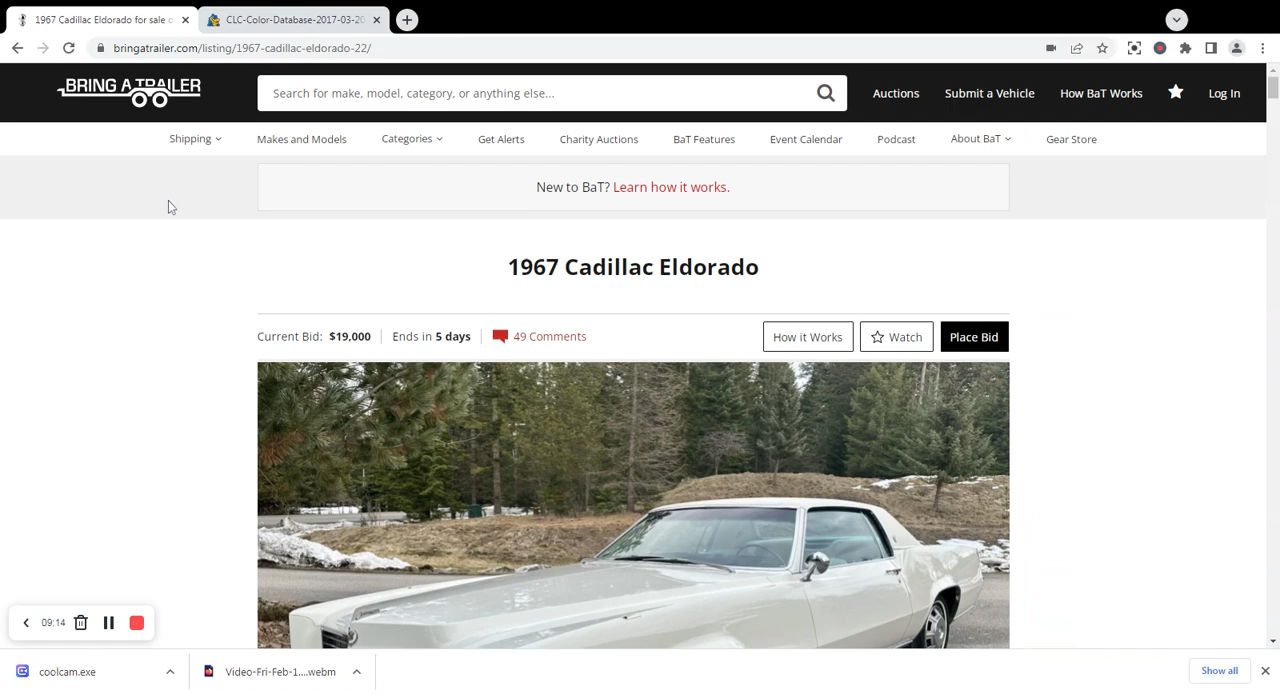 1967 Cadillac Eldorado for sale o
CLC-Color-Database-2017-03-20
bringatrailer.com/listing/1967-cadillac-eldorado-22/
BRING A TRAILER
Search for make, model, category, or anything else...
Auctions
Submit a Vehicle
How BaT Works
Log In
Shipping
Makes and Models
Categories
Get Alerts
Charity Auctions
BaT Features
Event Calendar
Podcast
About BaT
Gear Store
New to BaT? Learn how it works.
1967 Cadillac Eldorado
Current Bid: $19,000
Ends in 5 days
49 Comments
How it Works
Watch
Place Bid
09:14
coolcam.exe
Video-Fri-Feb-1....webm
Show all